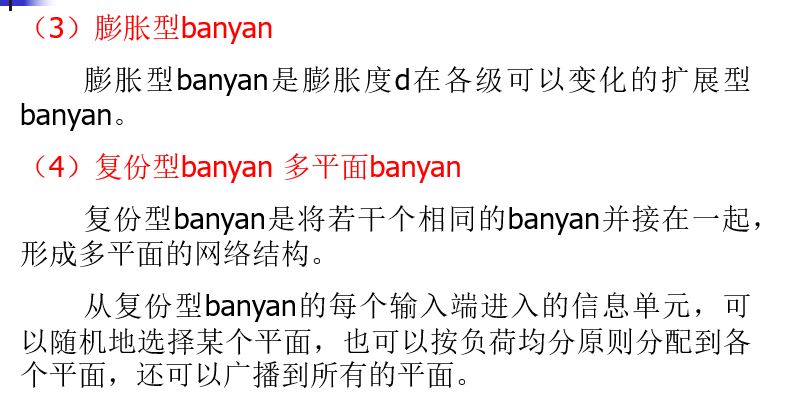 （3）膨胀型banyan
膨胀型banyan是膨胀度d在各级可以变化的扩展型
banyan。
（4）复份型banyan 多平面banyan
复份型banyan是将若干个相同的banyan并接在一起，
形成多平面的网络结构。
从复份型banyan的每个输入端进入的信息单元，可
以随机地选择某个平面，也可以按负荷均分原则分配到各
个平面，还可以广播到所有的平面。